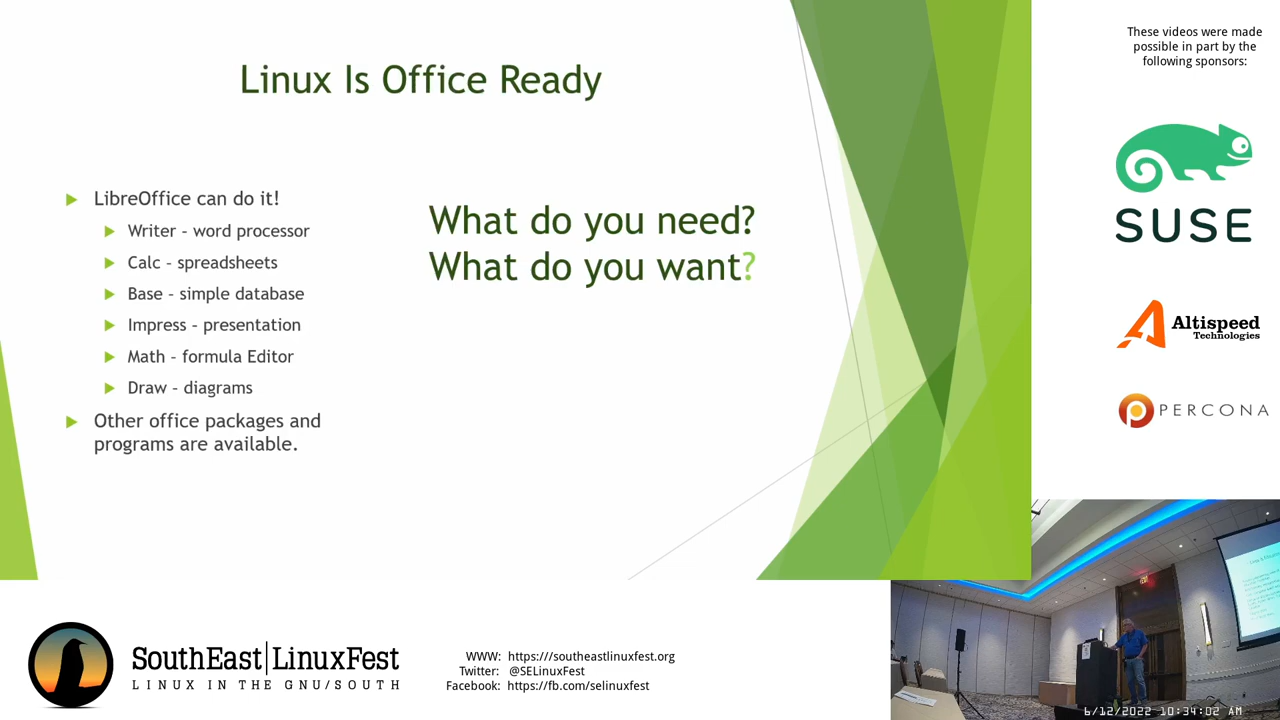 Linux Is Office Ready
LibreOffice can do it!
Writer – word processor
Calc – spreadsheets
Base – simple database
Impress – presentation
Math – formula Editor
Draw – diagrams
Other office packages and
programs are available.
What do you need?
What do you want?
These videos were made
possible in part by the
following sponsors:
SUSE
Altispeed
Technologies
PERCONA
SouthEast|LinuxFest
LINUX IN THE GNU/SOUTH
WWW: https:///southeastlinuxfest.org
Twitter: @SELinuxFest
Facebook: https://fb.com/selinuxfest
6/12/2022 10:34:02 AM